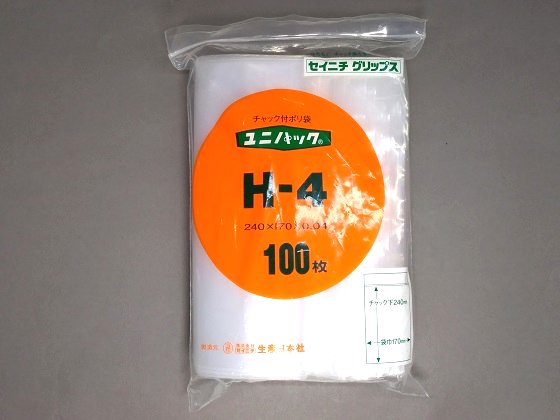 セイニチ グリップス
チャック付ポリ袋
ユニパック®
H-4
240×170×0.04
100枚
チャック下240mm
袋巾170mm
生産日本社